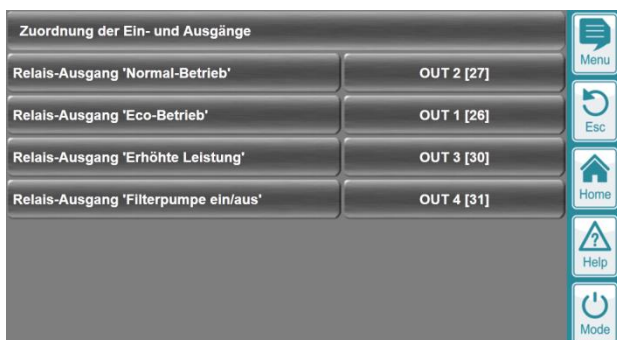 Zuordnung der Ein- und Ausgänge
Menu
Relais-Ausgang 'Normal-Betrieb' OUT 2 [27]
Relais-Ausgang 'Eco-Betrieb' OUT 1 [26]
Esc
Relais-Ausgang 'Erhöhte Leistung' OUT 3 [30]
Relais-Ausgang 'Filterpumpe ein/aus' OUT 4 [31]
Home
?
Help
Mode